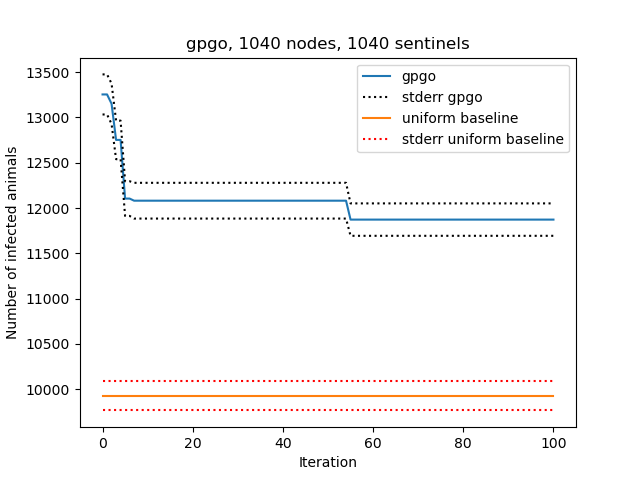 gpgo, 1040 nodes, 1040 sentinels
13500
13000
12500
12000
11500
11000
10500
10000
Number of infected animals
gpgo
stderr gpgo
uniform baseline
stderr uniform baseline
0 20 40 60 80 100
Iteration